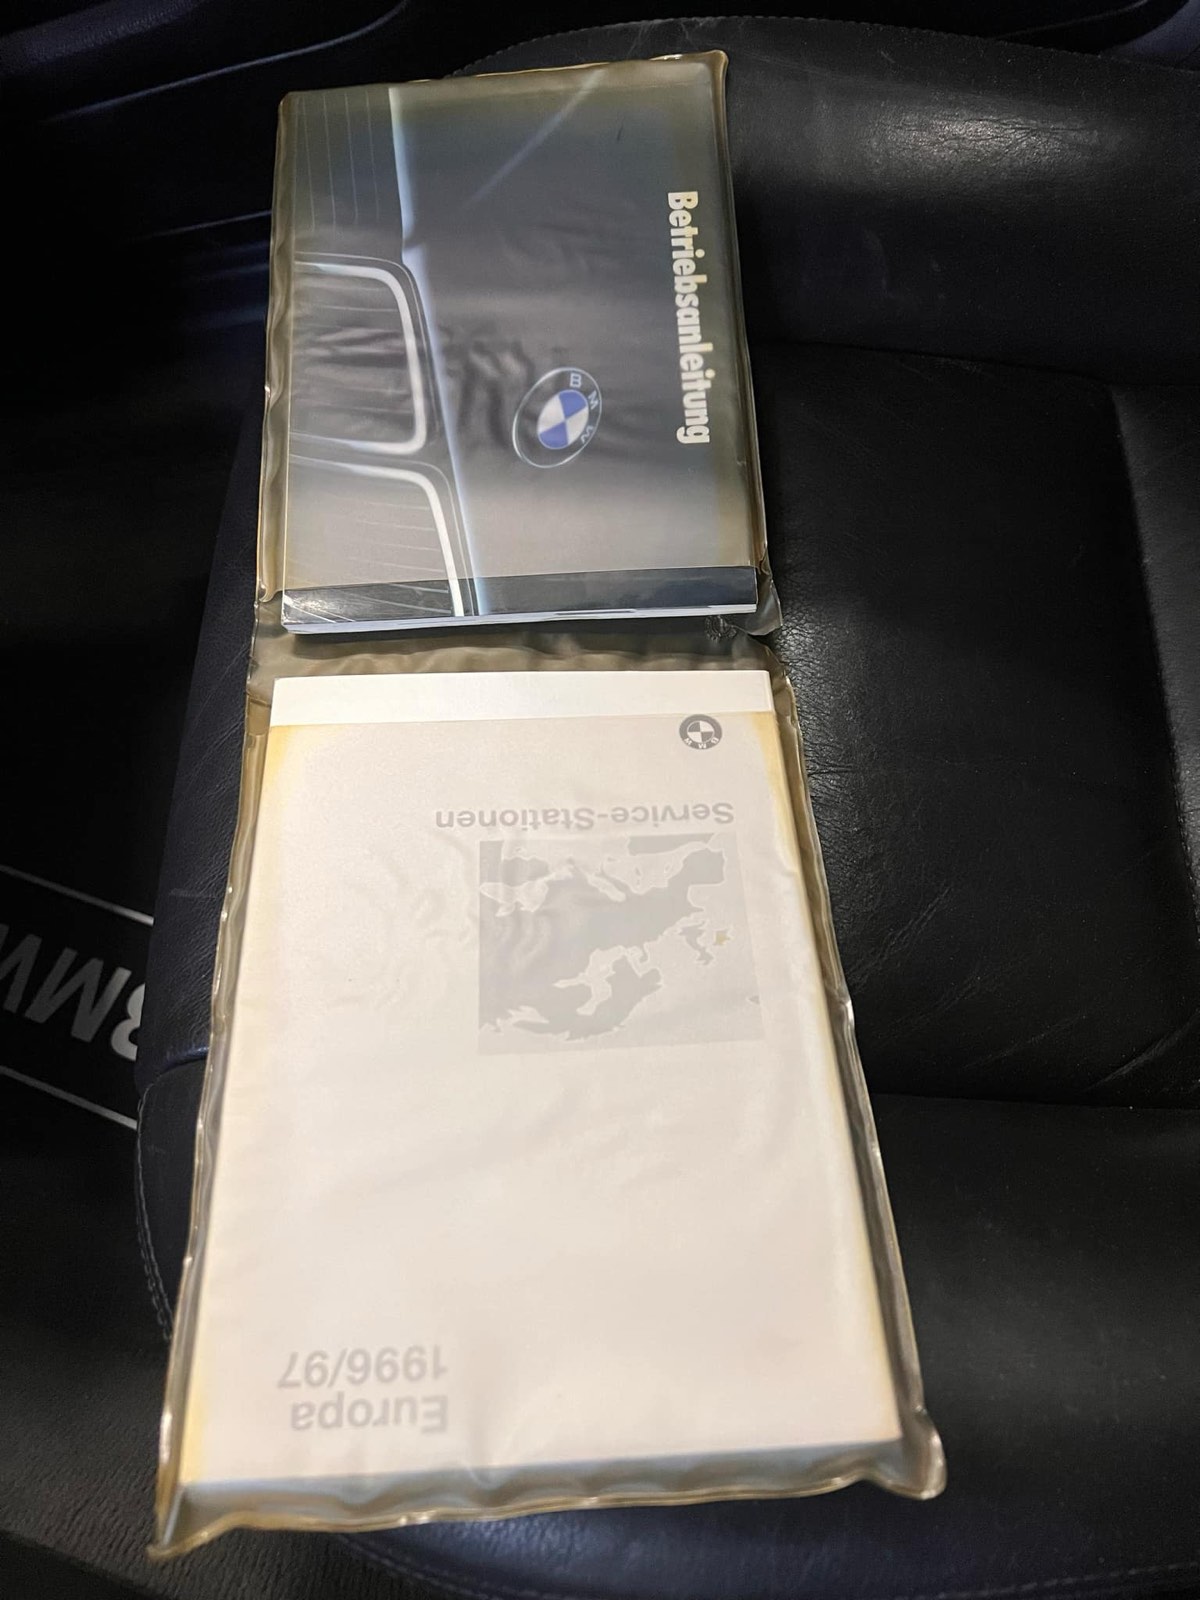 Betriebsanleitung
BMW
BMW
Service-Stationen
Europa
1996/97
BMW